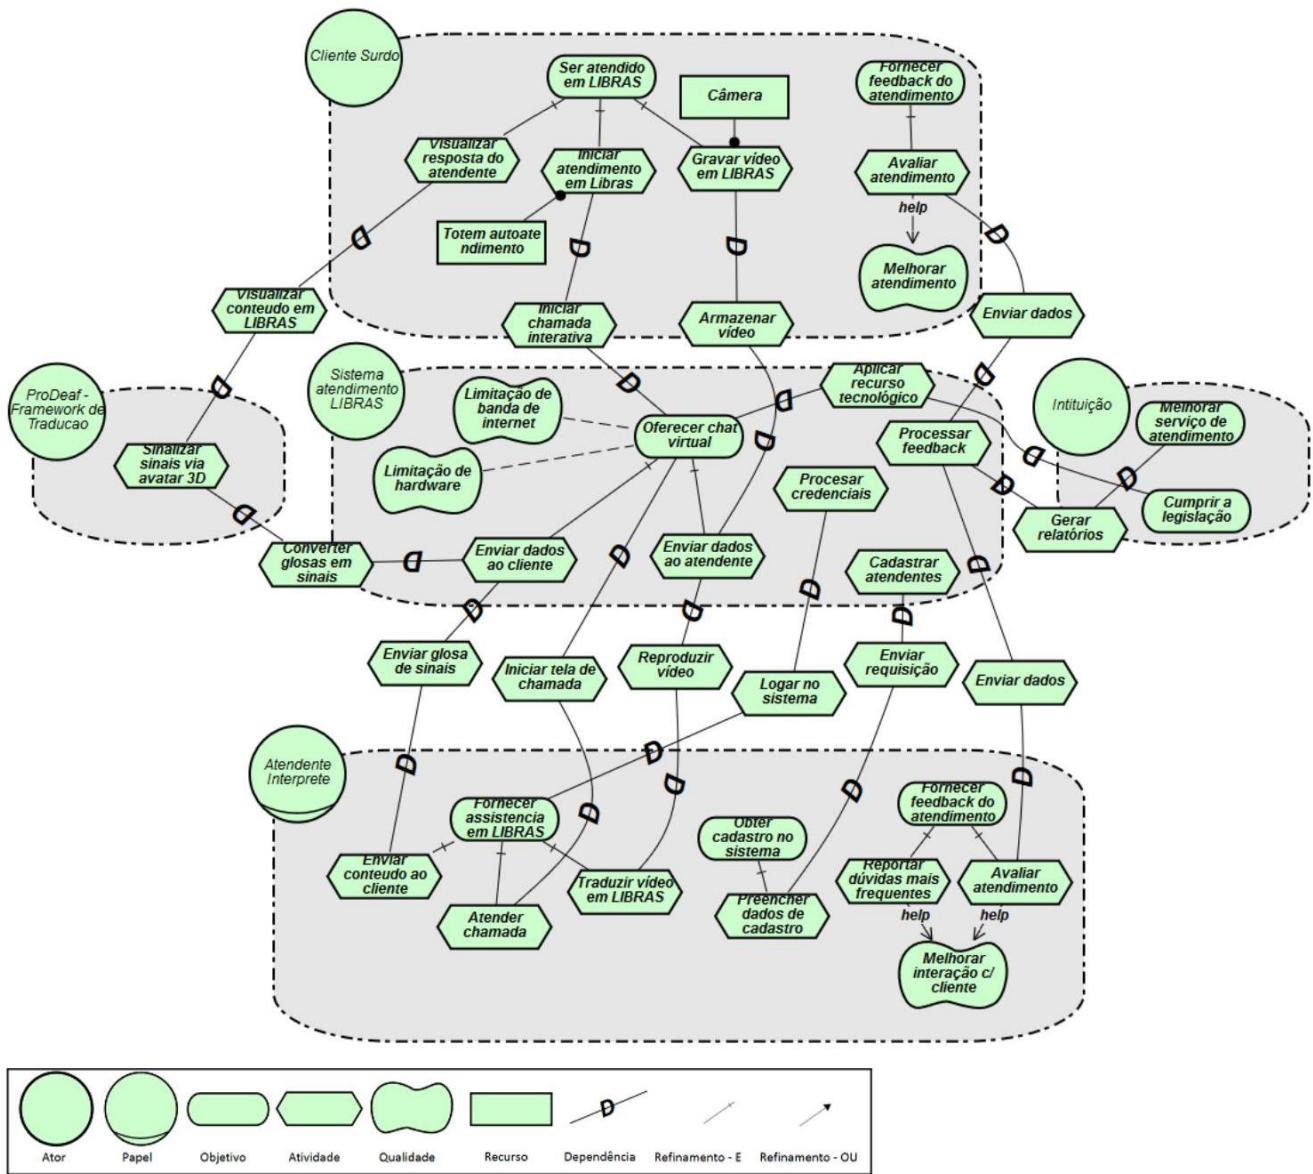 Cliente Surdo
Ser atendido
em LIBRAS
Câmera
Fornecer
feedback do
atendimento
Visualizar
resposta do
atendente
Iniciar
atendimento
em Libras
Gravar vídeo
em LIBRAS
Avaliar
atendimento
help
Totem autoate
ndimento
Melhorar
atendimento
D
D
D
D
Visualizar
conteudo em
LIBRAS
Iniciar
chamada
interativa
Armazenar
vídeo
Enviar dados
ProDeaf -
Framework de
Traducao
Sistema
atendimento
LIBRAS
Limitação de
banda de
internet
Aplicar
recurso
tecnológico
Intituição
Melhorar
serviço de
atendimento
D
D
D
D
D
Oferecer chat
virtual
Processar
feedback
Sinalizar
sinais via
avatar 3D
Limitação de
hardware
Procesar
credenciais
D
D
D
Cumprir a
legislação
D
Gerar
relatórios
Converter
glosas em
sinais
D
Enviar dados
ao cliente
D
Enviar dados
ao atendente
Cadastrar
atendentes
D
D
D
D
D
Enviar glosa
de sinais
Iniciar tela de
chamada
Reproduzir
vídeo
Logar no
sistema
Enviar
requisição
Enviar dados
Atendente
Interprete
D
D
D
D
D
D
Fornecer
assistencia
em LIBRAS
Obter
cadastro no
sistema
Fornecer
feedback do
atendimento
Enviar
conteudo ao
cliente
Atender
chamada
Traduzir vídeo
em LIBRAS
Preencher
dados de
cadastro
Reportar
dúvidas mais
frequentes
Avaliar
atendimento
help
help
Melhorar
interação c/
cliente
D
Ator
Papel
Objetivo
Atividade
Qualidade
Recurso
Dependência
Refinamento - E
Refinamento - OU